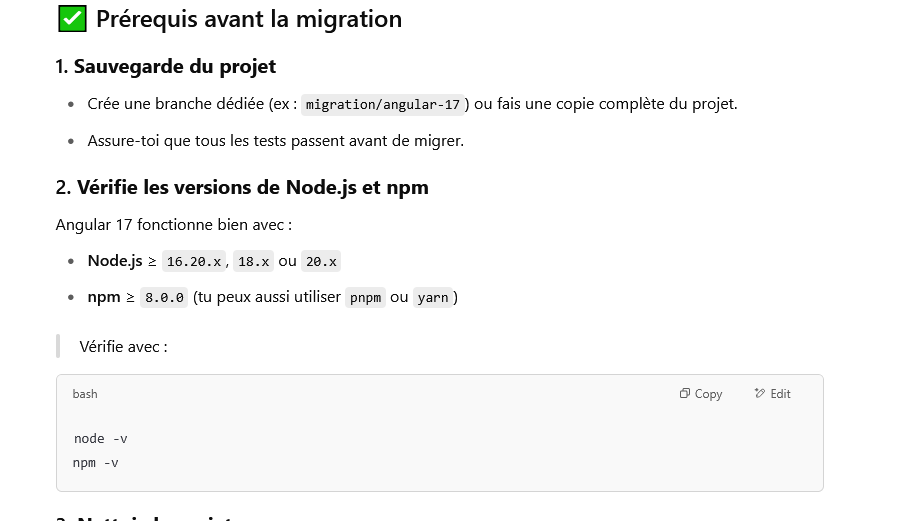 ✅ Prérequis avant la migration
1. Sauvegarde du projet
• Crée une branche dédiée (ex : migration/angular-17) ou fais une copie complète du projet.
• Assure-toi que tous les tests passent avant de migrer.
2. Vérifie les versions de Node.js et npm
Angular 17 fonctionne bien avec :
• Node.js ≥ 16.20.x, 18.x ou 20.x
• npm ≥ 8.0.0 (tu peux aussi utiliser pnpm ou yarn)
Vérifie avec :
bash Copy Edit
node -v
npm -v